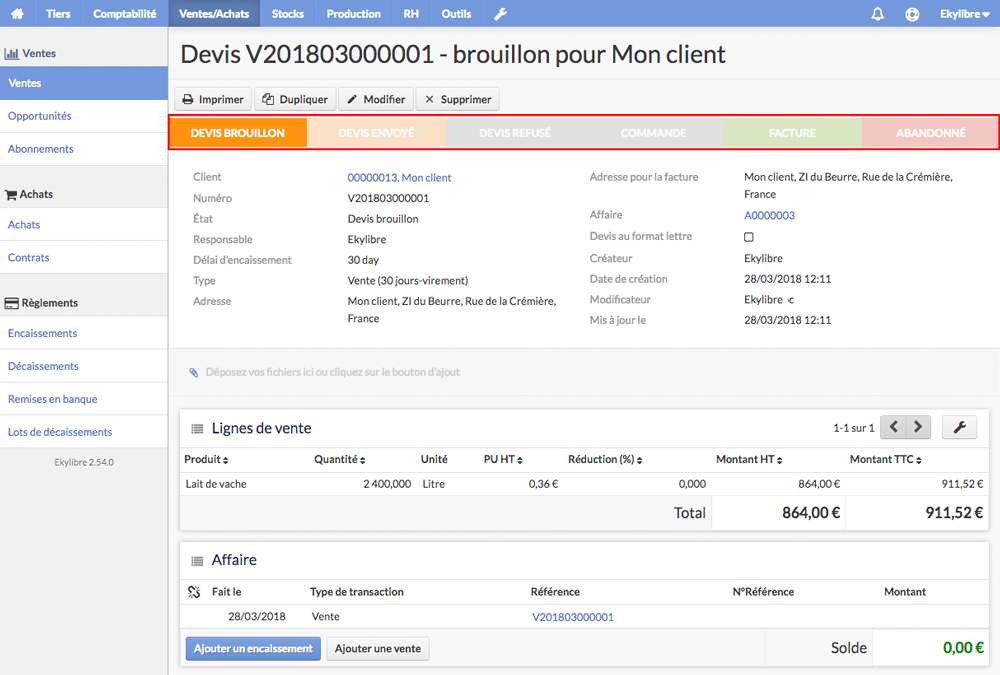 Tiers Comptabilité Ventes/Achats Stocks Production RH Outils Ekylibre
Ventes
Ventes
Opportunités
Abonnements
Achats
Achats
Contrats
Règlements
Encaissements
Décaissements
Remises en banque
Lots de décaissements
Ekylibre 2.54.0
Devis V201803000001 - brouillon pour Mon client
Imprimer Dupliquer Modifier Supprimer
DEVIS BROUILLON DEVIS ENVOYÉ DEVIS REFUSÉ COMMANDE FACTURE ABANDONNÉ
Client 00000013. Mon client
Numéro V201803000001
État Devis brouillon
Responsable Ekylibre
Délai d'encaissement 30 day
Type Vente (30 jours-virement)
Adresse Mon client, ZI du Beurre, Rue de la Crémière,
France
Adresse pour la facture Mon client, ZI du Beurre, Rue de la Crémière,
France
Affaire A0000003
Devis au format lettre
Créateur Ekylibre
Date de création 28/03/2018 12:11
Modificateur Ekylibre
Mis à jour le 28/03/2018 12:11
Déposez vos fichiers ici ou cliquez sur le bouton d'ajout
Lignes de vente 1-1 sur 1
Produit Quantité Unité PU HT Réduction (%) Montant HT Montant TTC
Lait de vache 2 400,000 Litre 0,36 € 0,000 864,00 € 911,52 €
Total 864,00 € 911,52 €
Affaire
Fait le Type de transaction Référence N°Référence Montant
28/03/2018 Vente V201803000001
Ajouter un encaissement Ajouter une vente Solde 0,00 €